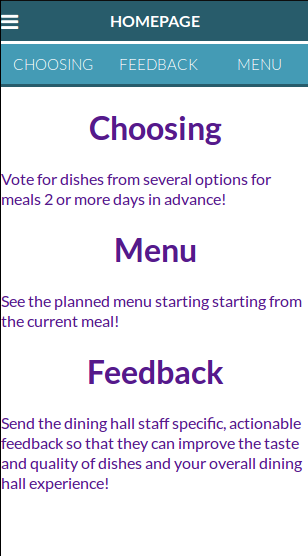 HOMEPAGE
CHOOSING FEEDBACK MENU
Choosing
Vote for dishes from several options for
meals 2 or more days in advance!
Menu
See the planned menu starting starting from
the current meal!
Feedback
Send the dining hall staff specific, actionable
feedback so that they can improve the taste
and quality of dishes and your overall dining
hall experience!